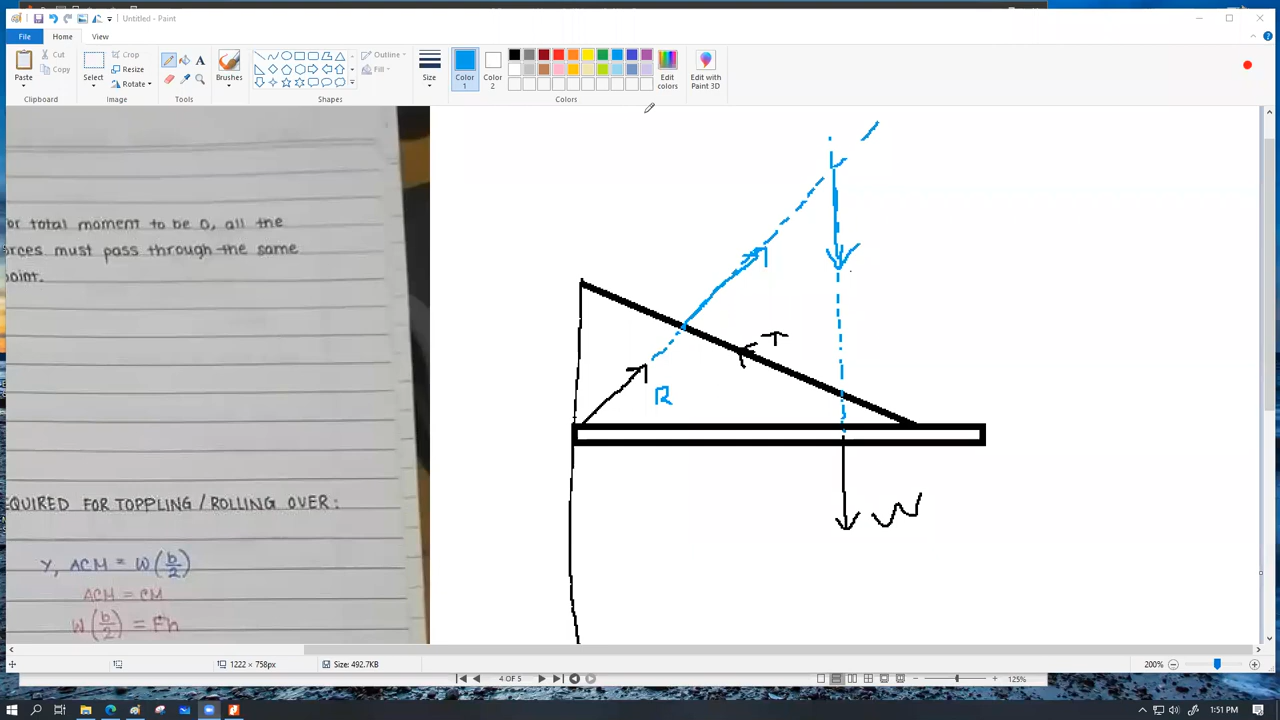 Untitled - Paint
File Home View
Paste
Cut
Copy
Clipboard
Select
Crop
Resize
Rotate
Image
Tools
Brushes
Shapes
Outline
Fill
Size
Color 1
Color 2
Colors
Edit colors
Edit with Paint 3D
or total moment to be 0, all the
orces must pass through the same
point.
EQUIRED FOR TOPPLING / ROLLING OVER:
Y, ACM = W(b/2)
ACM = CM
W(b/2) = Fh
T
R
W
1222 × 758px
Size: 492.7KB
200%
4 OF 5
125%
1:51 PM